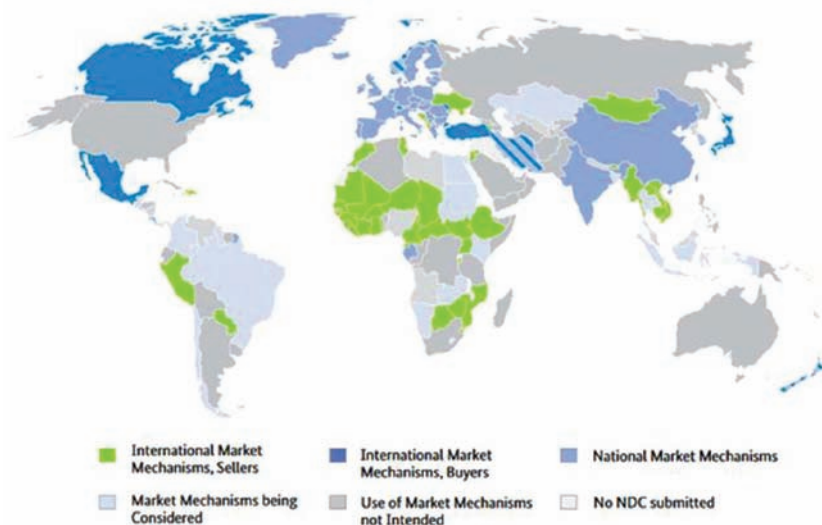 International Market
Mechanisms, Sellers
International Market
Mechanisms, Buyers
National Market Mechanisms
Market Mechanisms being
Considered
Use of Market Mechanisms
not Intended
No NDC submitted